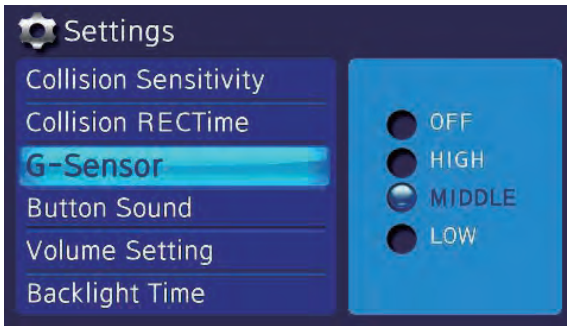 Settings
Collision Sensitivity
Collision RECTime
G-Sensor
Button Sound
Volume Setting
Backlight Time
OFF
HIGH
MIDDLE
LOW